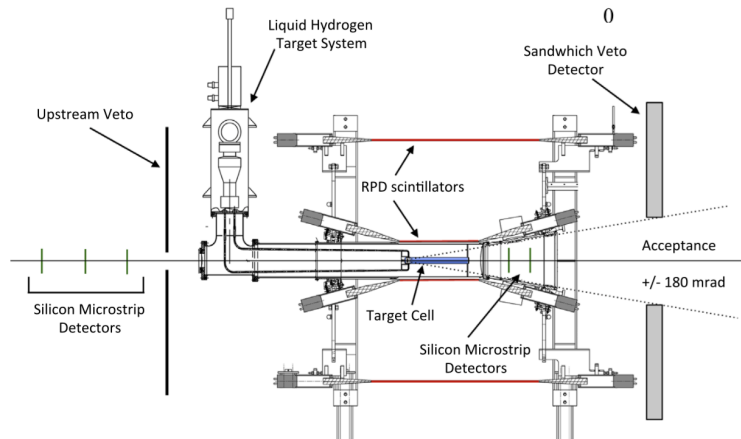 0
Liquid Hydrogen
Target System
Sandwhich Veto
Detector
Upstream Veto
RPD scintillators
Acceptance
+/- 180 mrad
Silicon Microstrip
Detectors
Target Cell
Silicon Microstrip
Detectors